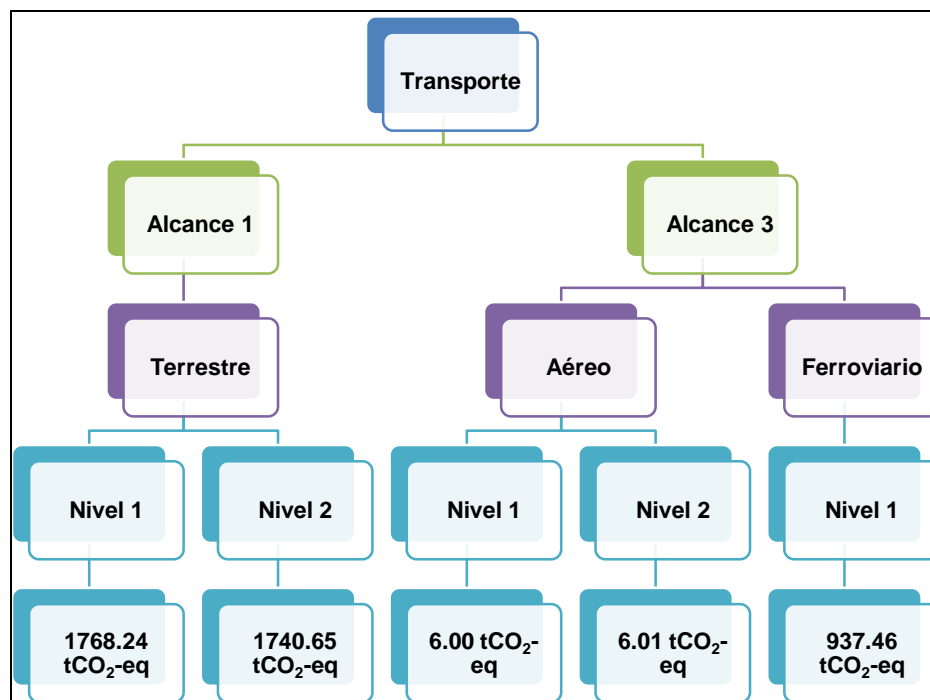 Transporte
Alcance 1
Alcance 3
Terrestre
Aéreo
Ferroviario
Nivel 1
Nivel 2
Nivel 1
Nivel 2
Nivel 1
1768.24
tCO₂-eq
1740.65
tCO₂-eq
6.00 tCO₂-
eq
6.01 tCO₂-
eq
937.46
tCO₂-eq